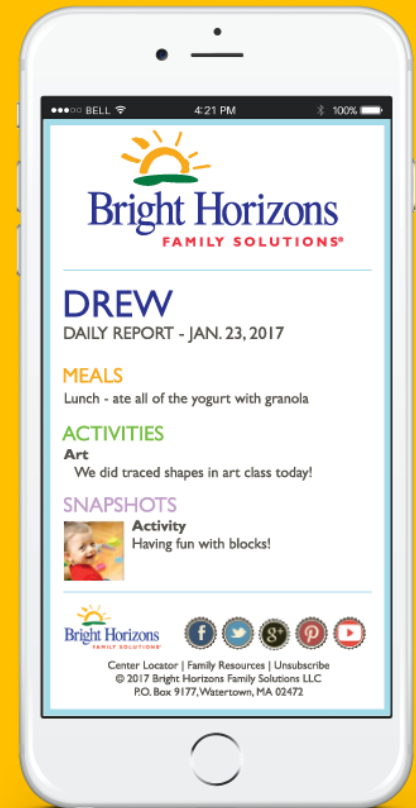 BELL 4:21 PM 100%
Bright Horizons
FAMILY SOLUTIONS®
DREW
DAILY REPORT - JAN. 23, 2017
MEALS
Lunch - ate all of the yogurt with granola
ACTIVITIES
Art
We did traced shapes in art class today!
SNAPSHOTS
Activity
Having fun with blocks!
Bright Horizons
FAMILY SOLUTIONS®
f g+
Center Locator | Family Resources | Unsubscribe
© 2017 Bright Horizons Family Solutions LLC
P.O. Box 9177, Watertown, MA 02472